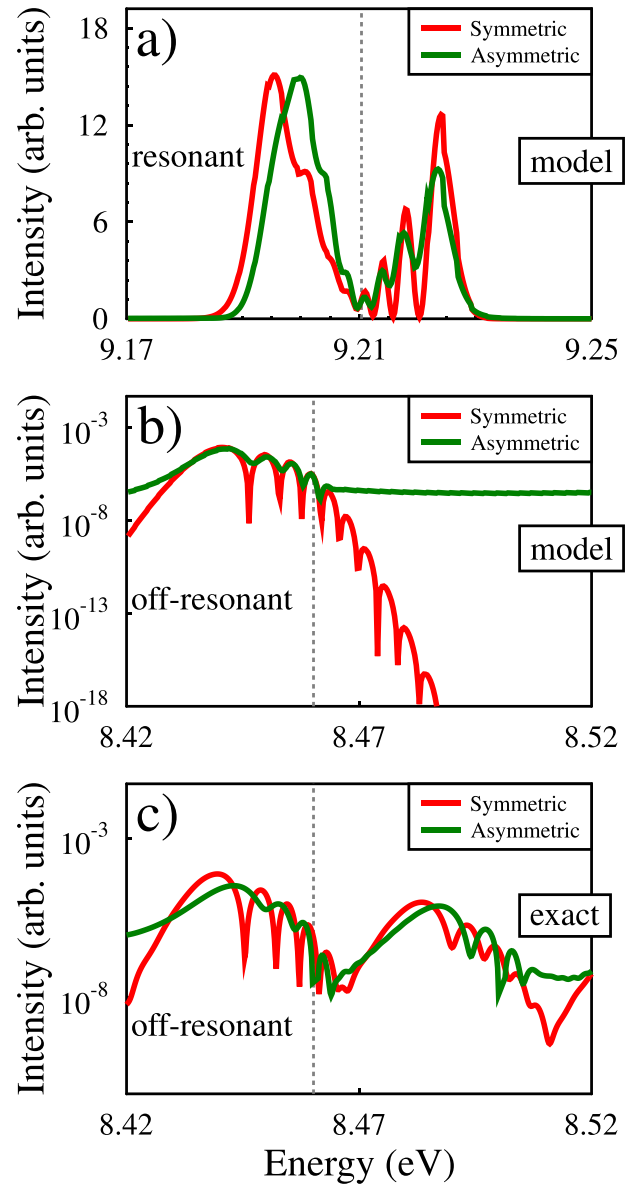 18
a)
Symmetric
Asymmetric
12
resonant
model
6
0
Intensity (arb. units)
9.17 9.21 9.25
10-3
b)
Symmetric
Asymmetric
10-8
model
off-resonant
10-13
10-18
Intensity (arb. units)
8.42 8.47 8.52
c)
Symmetric
Asymmetric
10-3
exact
10-8
off-resonant
Intensity (arb. units)
8.42 8.47 8.52
Energy (eV)